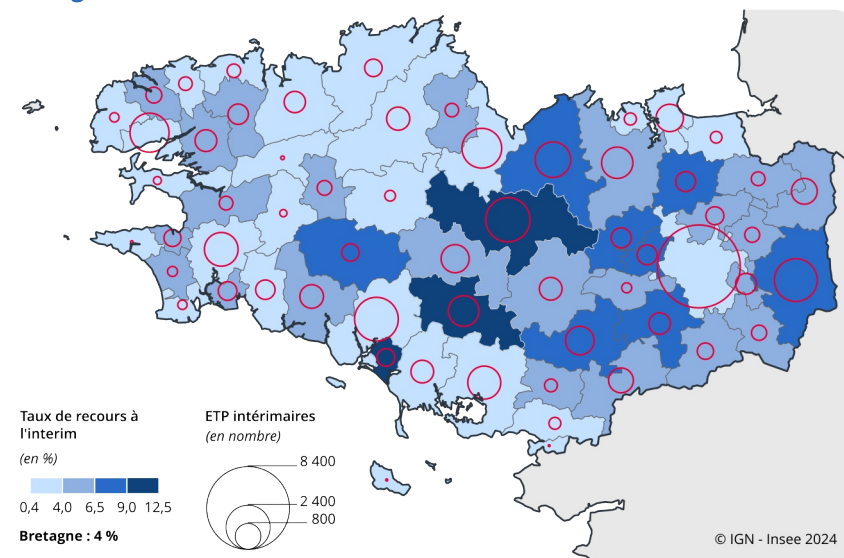 Taux de recours à
l'interim
(en %)
0,4 4,0 6,5 9,0 12,5
Bretagne : 4 %
ETP intérimaires
(en nombre)
8 400
2 400
800
© IGN - Insee 2024